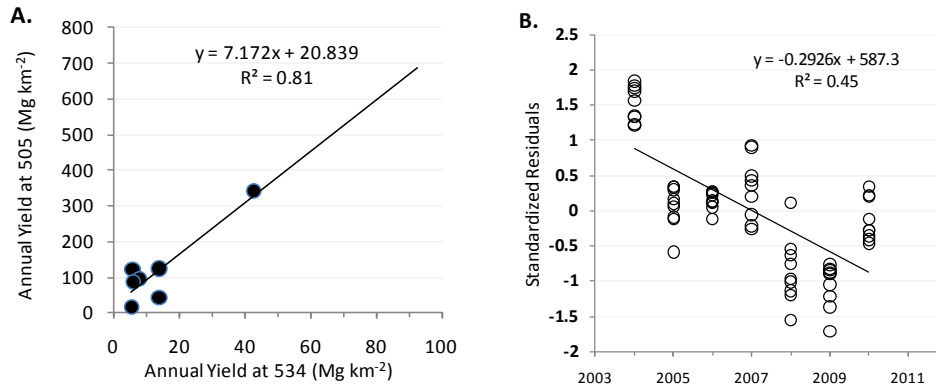 A.
y = 7.172x + 20.839
R² = 0.81
Annual Yield at 505 (Mg km⁻²)
800
700
600
500
400
300
200
100
0
0 20 40 60 80 100
Annual Yield at 534 (Mg km⁻²)
B.
y = -0.2926x + 587.3
R² = 0.45
Standardized Residuals
2.5
2
1.5
1
0.5
0
-0.5
-1
-1.5
-2
2003 2005 2007 2009 2011